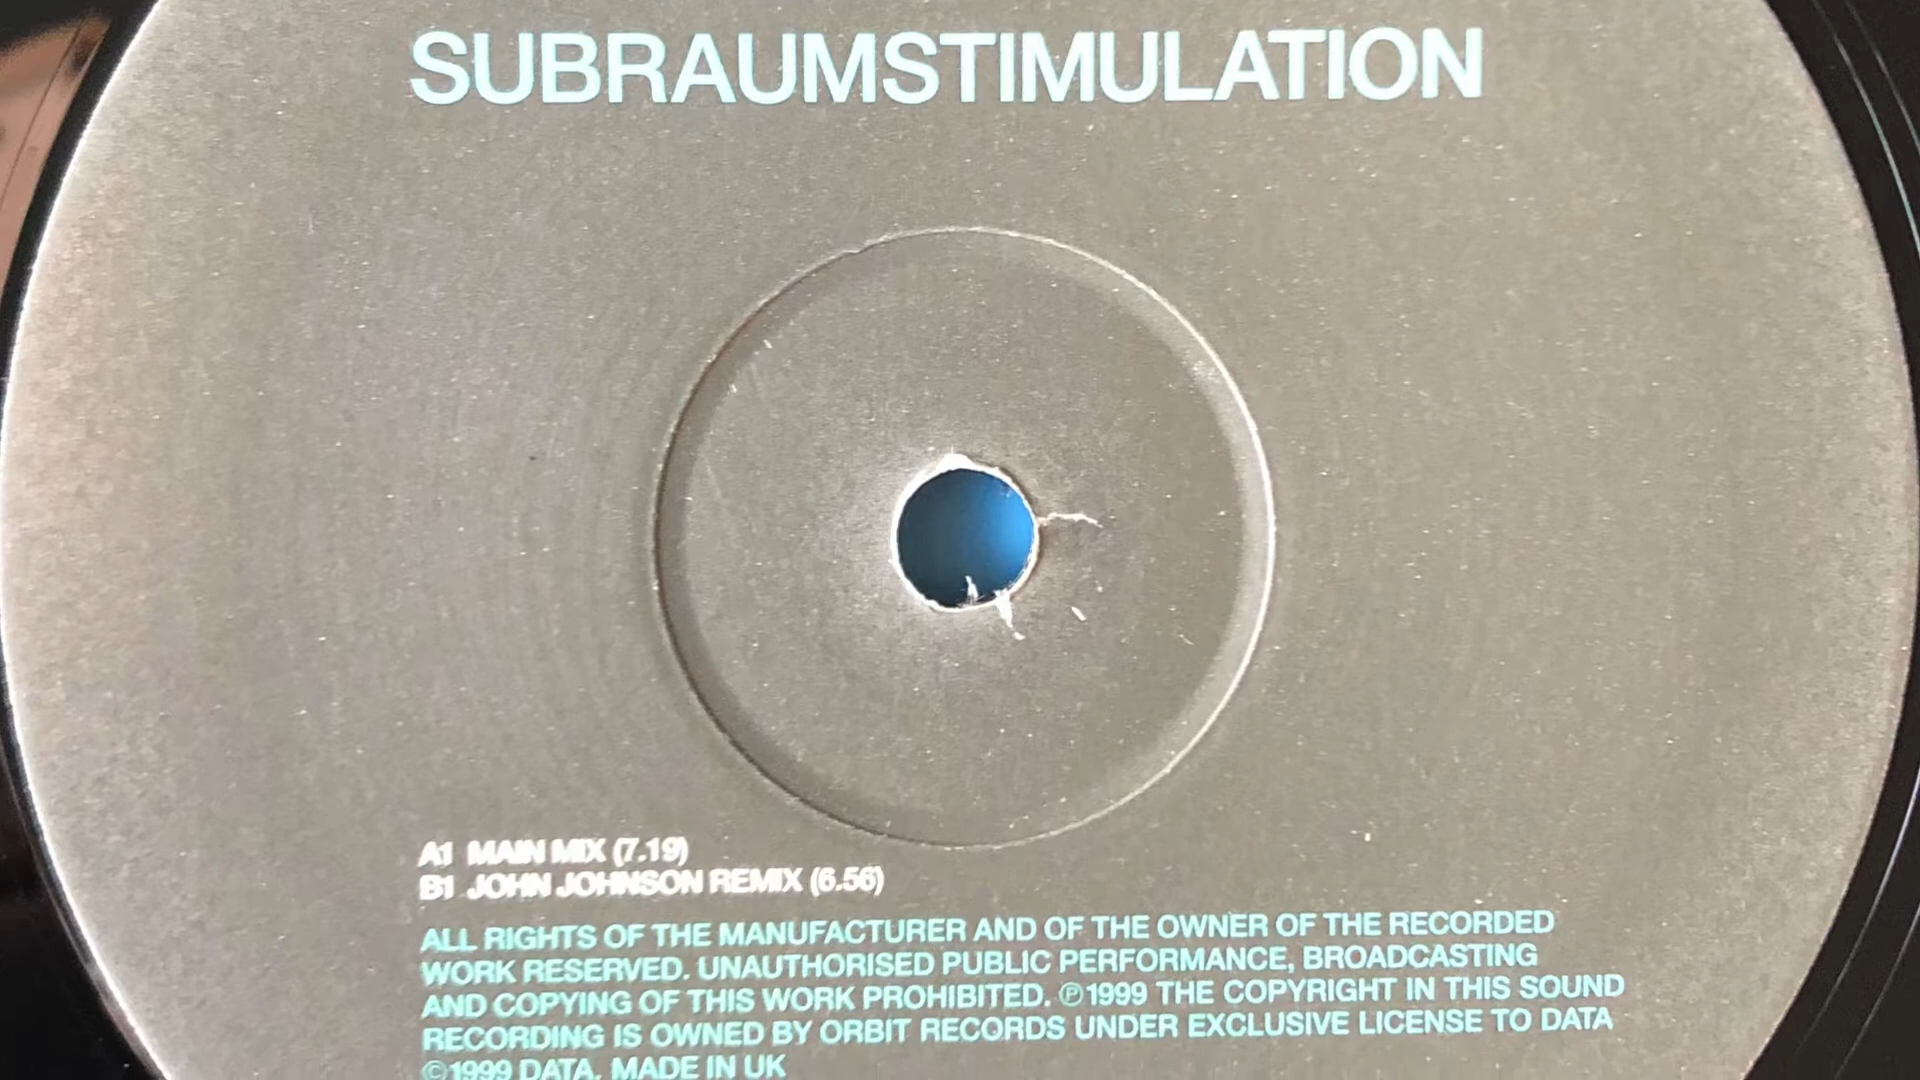 SUBRAUMSTIMULATION
A1 MAIN MIX (7.19)
B1 JOHN JOHNSON REMIX (6.56)
ALL RIGHTS OF THE MANUFACTURER AND OF THE OWNER OF THE RECORDED
WORK RESERVED. UNAUTHORISED PUBLIC PERFORMANCE, BROADCASTING
AND COPYING OF THIS WORK PROHIBITED. ℗1999 THE COPYRIGHT IN THIS SOUND
RECORDING IS OWNED BY ORBIT RECORDS UNDER EXCLUSIVE LICENSE TO DATA
©1999 DATA. MADE IN UK